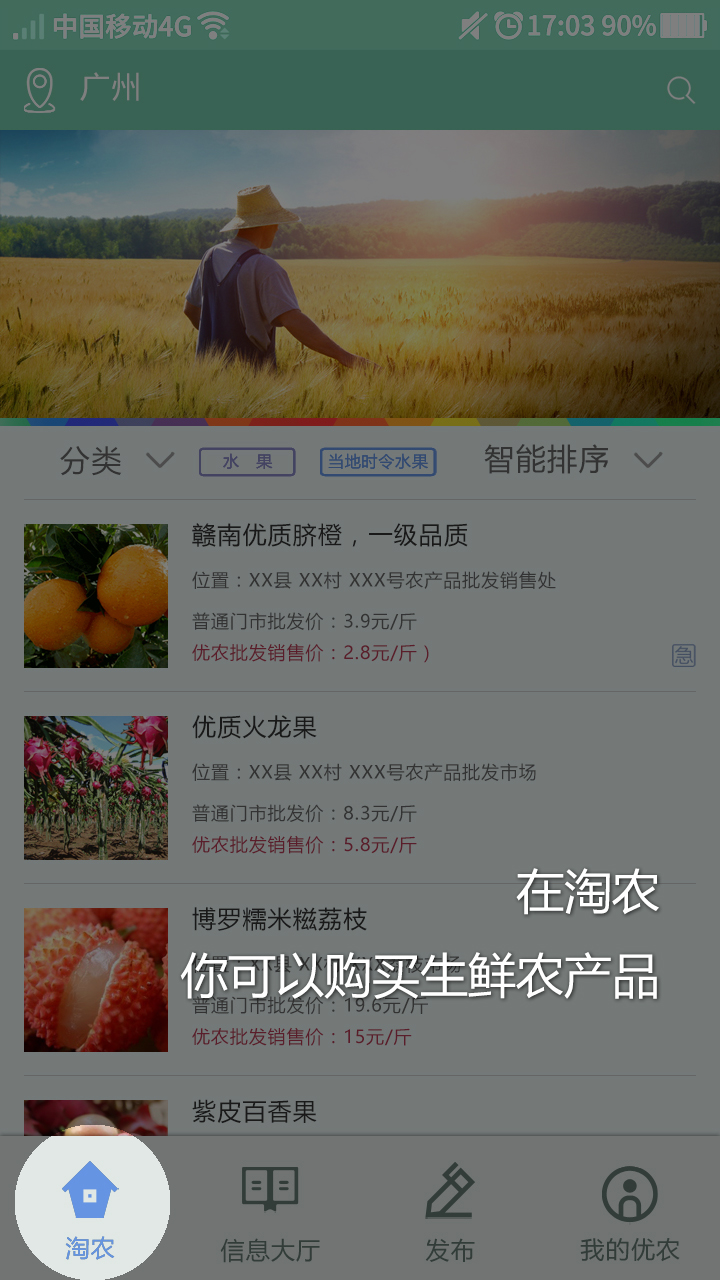 中国移动4G 17:03 90%
广州
分类 水 果 当地时令水果 智能排序
赣南优质脐橙，一级品质
位置：XX县 XX村 XXX号农产品批发销售处
普通门市批发价：3.9元/斤
优农批发销售价：2.8元/斤 ）
急
优质火龙果
位置：XX县 XX村 XXX号农产品批发市场
普通门市批发价：8.3元/斤
优农批发销售价：5.8元/斤
在淘农
博罗糯米糍荔枝
你可以购买生鲜农产品
普通门市批发价：19.6元/斤
优农批发销售价：15元/斤
紫皮百香果
淘农 信息大厅 发布 我的优农